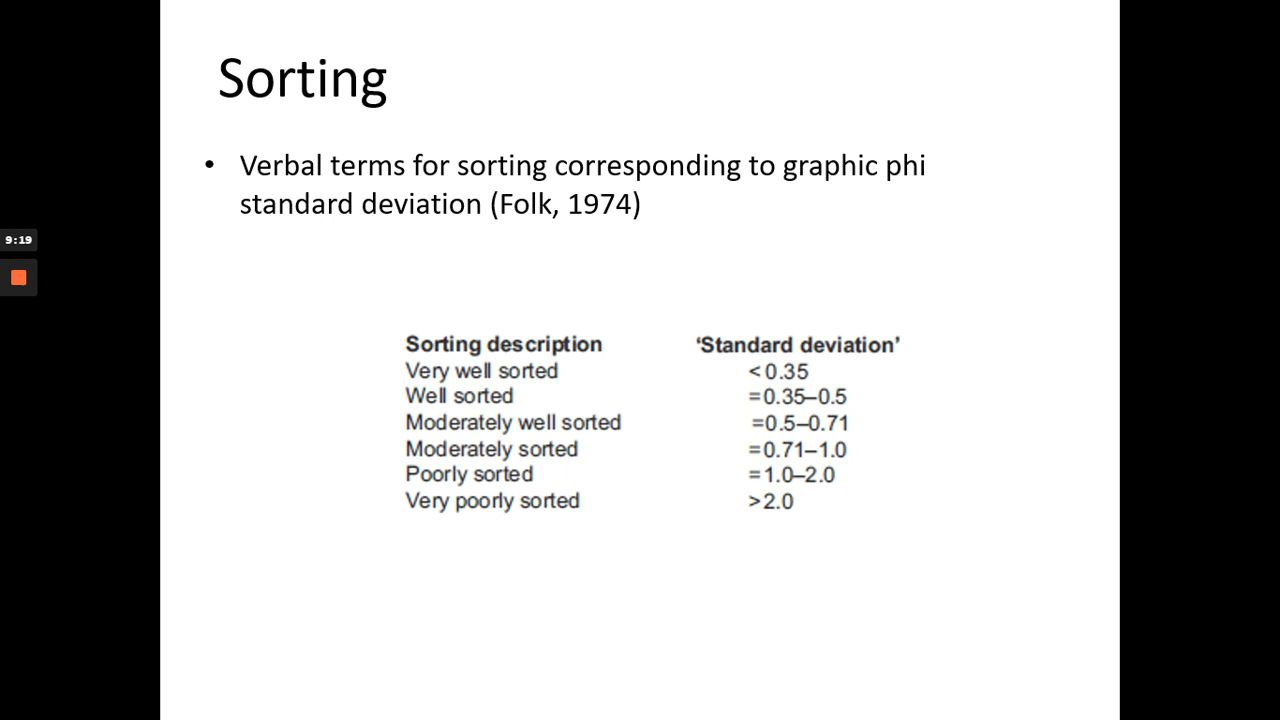 Sorting
• Verbal terms for sorting corresponding to graphic phi
standard deviation (Folk, 1974)
9:19
Sorting description ‘Standard deviation’
Very well sorted <0.35
Well sorted =0.35–0.5
Moderately well sorted =0.5–0.71
Moderately sorted =0.71–1.0
Poorly sorted =1.0–2.0
Very poorly sorted >2.0